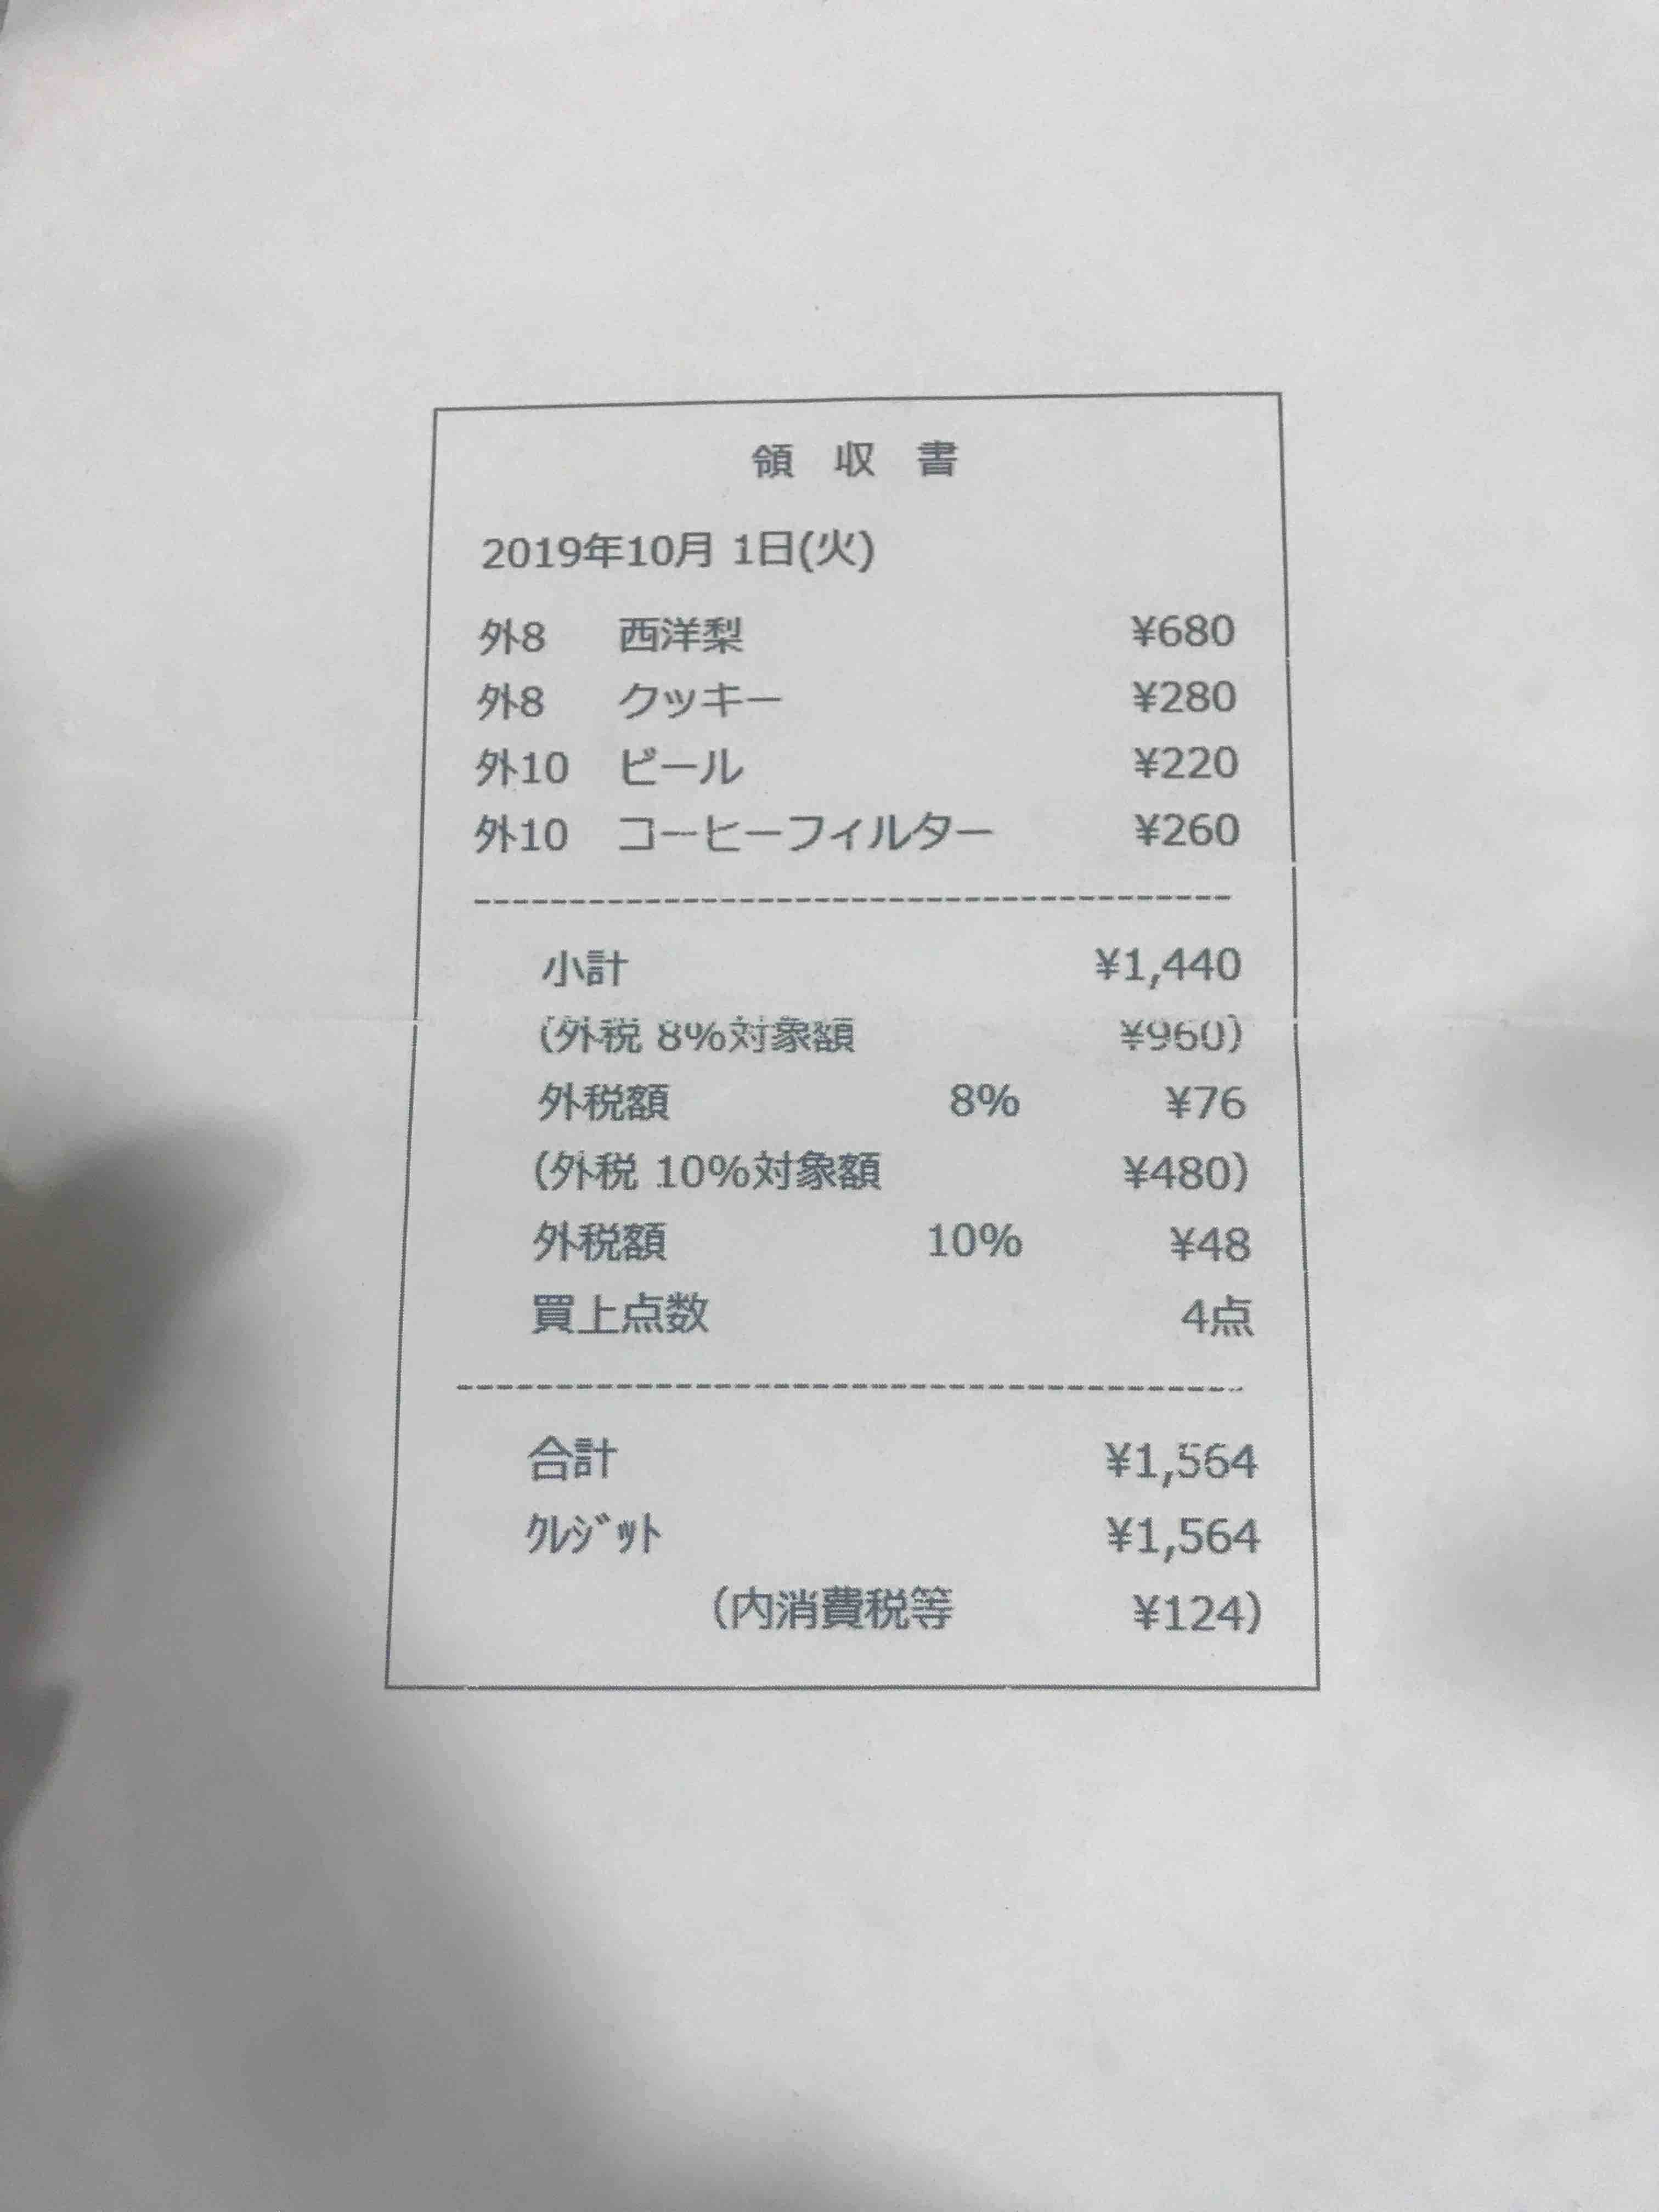 領 収 書
2019年10月 1日(火)
外8 西洋梨 ¥680
外8 クッキー ¥280
外10 ビール ¥220
外10 コーヒーフィルター ¥260
小計 ¥1,440
(外税 8%対象額 ¥960)
外税額 8% ¥76
(外税 10%対象額 ¥480)
外税額 10% ¥48
買上点数 4点
合計 ¥1,564
ｸﾚｼﾞｯﾄ ¥1,564
(内消費税等 ¥124)